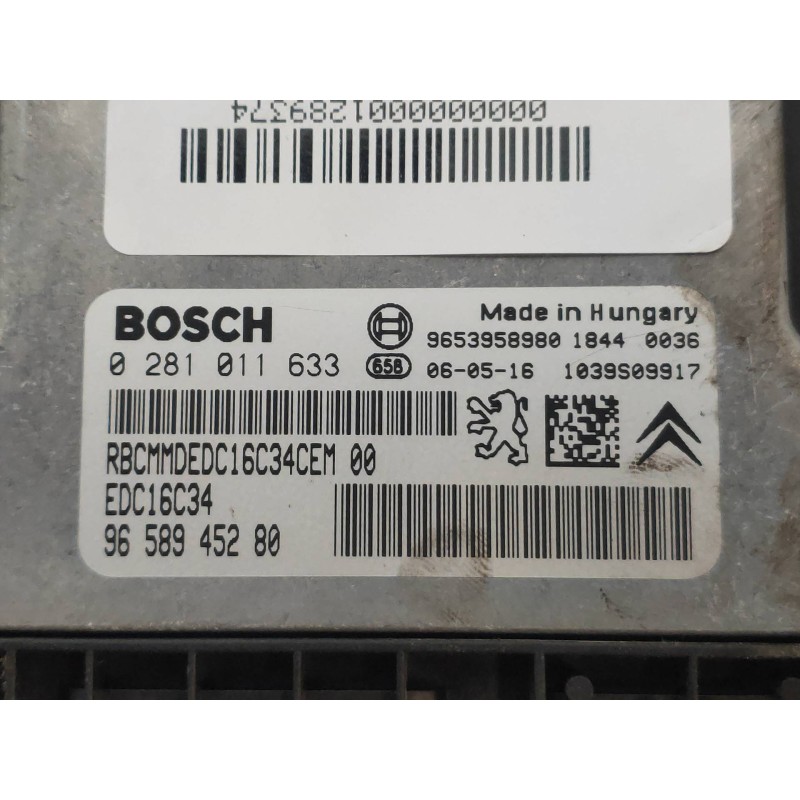 0000000001289374
BOSCH
Made in Hungary
0 281 011 633
9653958980 1844 0036
658 06-05-16 1039S09917
RBCMMDEDC16C34CEM 00
EDC16C34
96 589 452 80